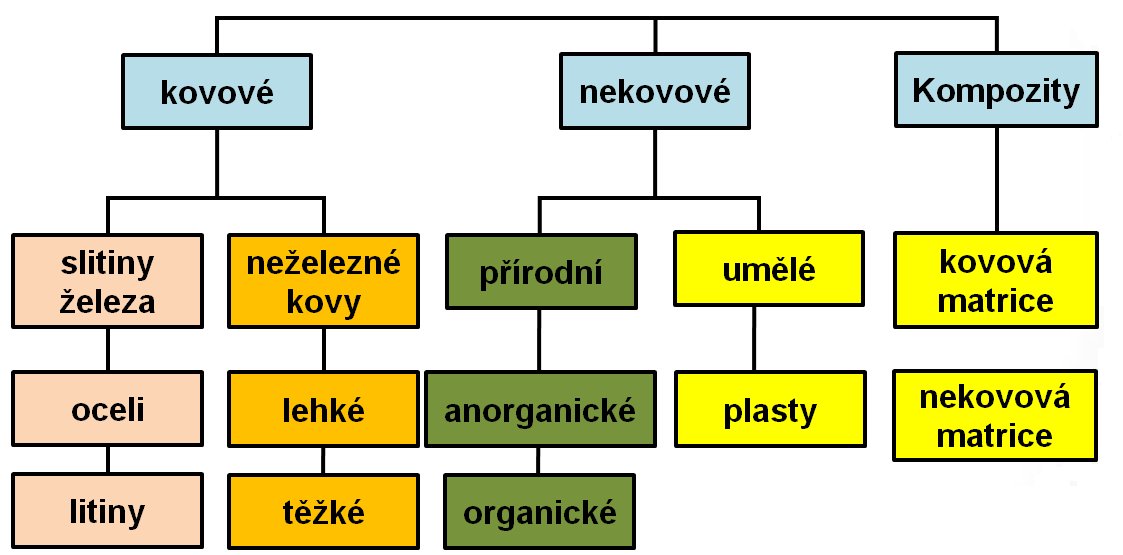 kovové
nekovové
Kompozity
slitiny
železa
neželezné
kovy
přírodní
umělé
kovová
matrice
oceli
lehké
anorganické
plasty
nekovová
matrice
litiny
těžké
organické